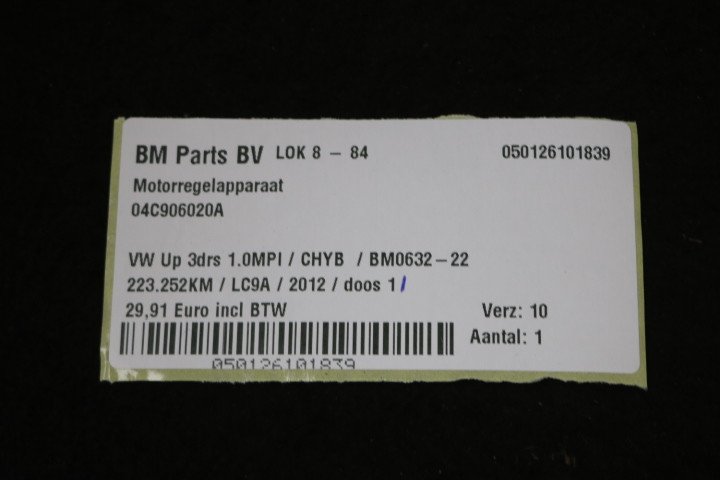 BM Parts BV LOK 8 - 84 050126101839
Motorregelapparaat
04C906020A
VW Up 3drs 1.0MPI / CHYB / BM0632-22
223.252KM / LC9A / 2012 / doos 1/
29,91 Euro incl BTW Verz: 10
Aantal: 1
050126101839